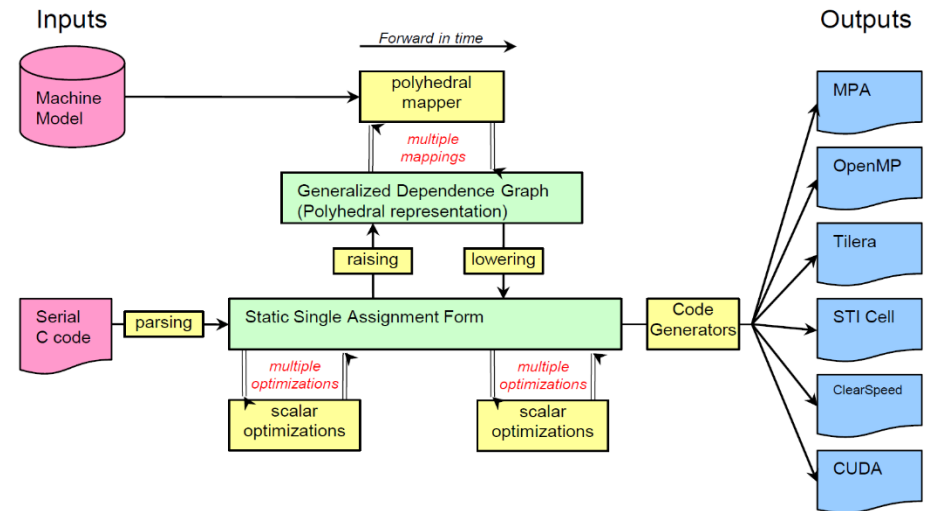 Inputs
Outputs
Forward in time
Machine
Model
polyhedral
mapper
MPA
multiple
mappings
OpenMP
Generalized Dependence Graph
(Polyhedral representation)
Tilera
raising
lowering
Serial
C code
parsing
Static Single Assignment Form
Code
Generators
STI Cell
multiple
optimizations
multiple
optimizations
ClearSpeed
scalar
optimizations
scalar
optimizations
CUDA